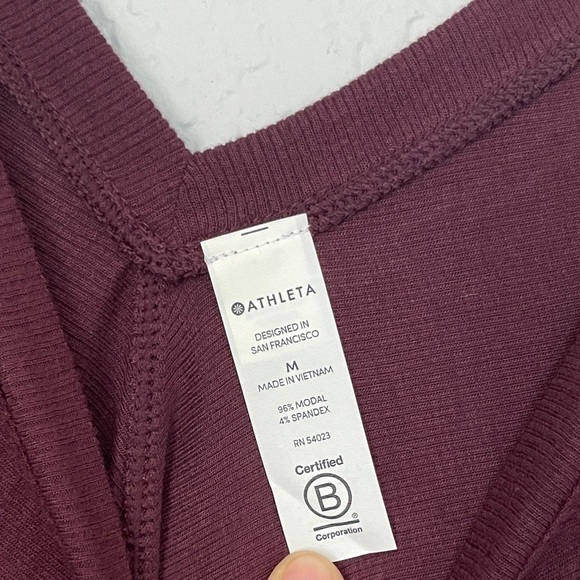 ATHLETA
DESIGNED IN
SAN FRANCISCO
M
MADE IN VIETNAM
96% MODAL
4% SPANDEX
RN 54023
Certified
B
®
Corporation